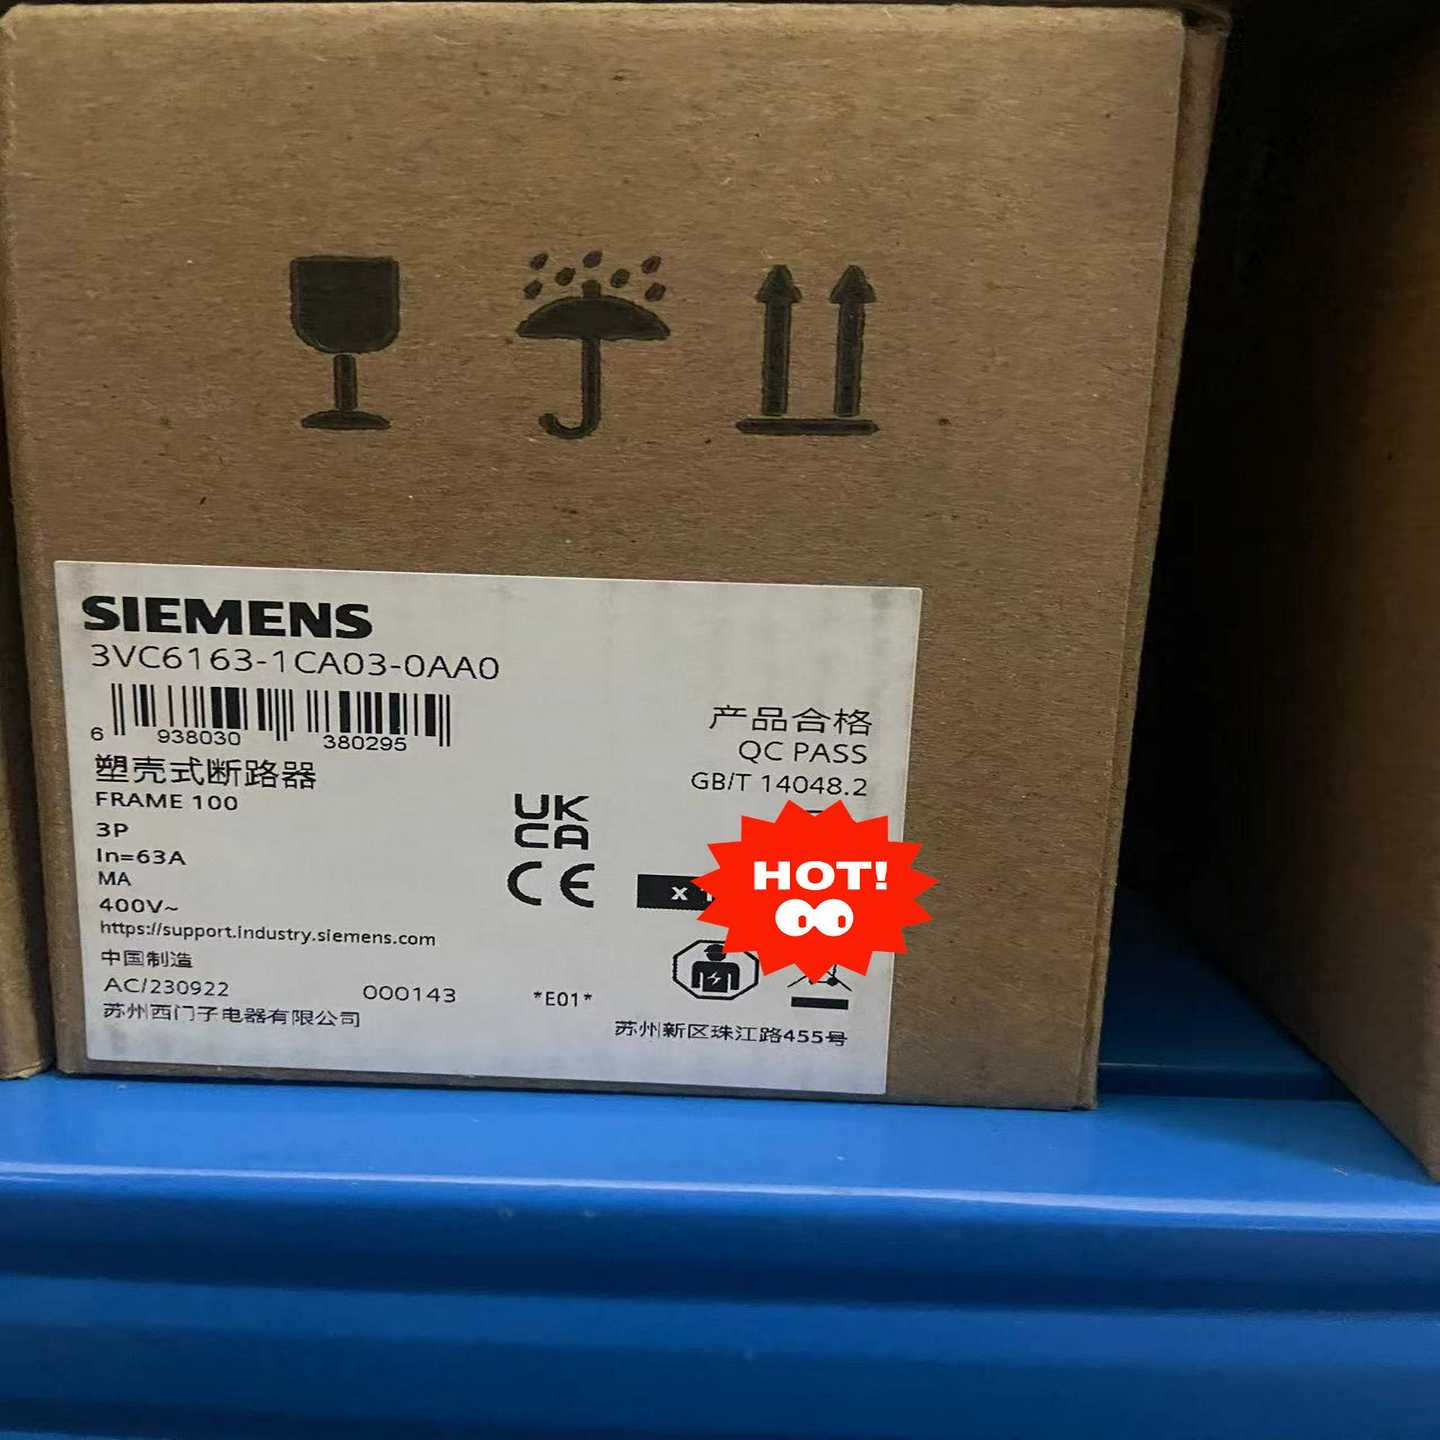 SIEMENS
3VC6163-1CA03-0AA0
6 938030 380295
产品合格
QC PASS
GB/T 14048.2
塑壳式断路器
FRAME 100
3P
In=63A
MA
400V~
UK
CA
CE
X
HOT!
https://support.industry.siemens.com
中国制造
AC/230922 000143 *E01*
苏州西门子电器有限公司
苏州新区珠江路455号